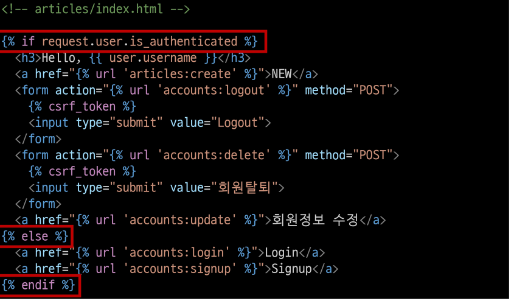 <!-- articles/index.html -->
{% if request.user.is_authenticated %}
<h3>Hello, {{ user.username }}</h3>
<a href="{% url 'articles:create' %}">NEW</a>
<form action="{% url 'accounts:logout' %}" method="POST">
{% csrf_token %}
<input type="submit" value="Logout">
</form>
<form action="{% url 'accounts:delete' %}" method="POST">
{% csrf_token %}
<input type="submit" value="회원탈퇴">
</form>
<a href="{% url 'accounts:update' %}">회원정보 수정</a>
{% else %}
<a href="{% url 'accounts:login' %}">Login</a>
<a href="{% url 'accounts:signup' %}">Signup</a>
{% endif %}